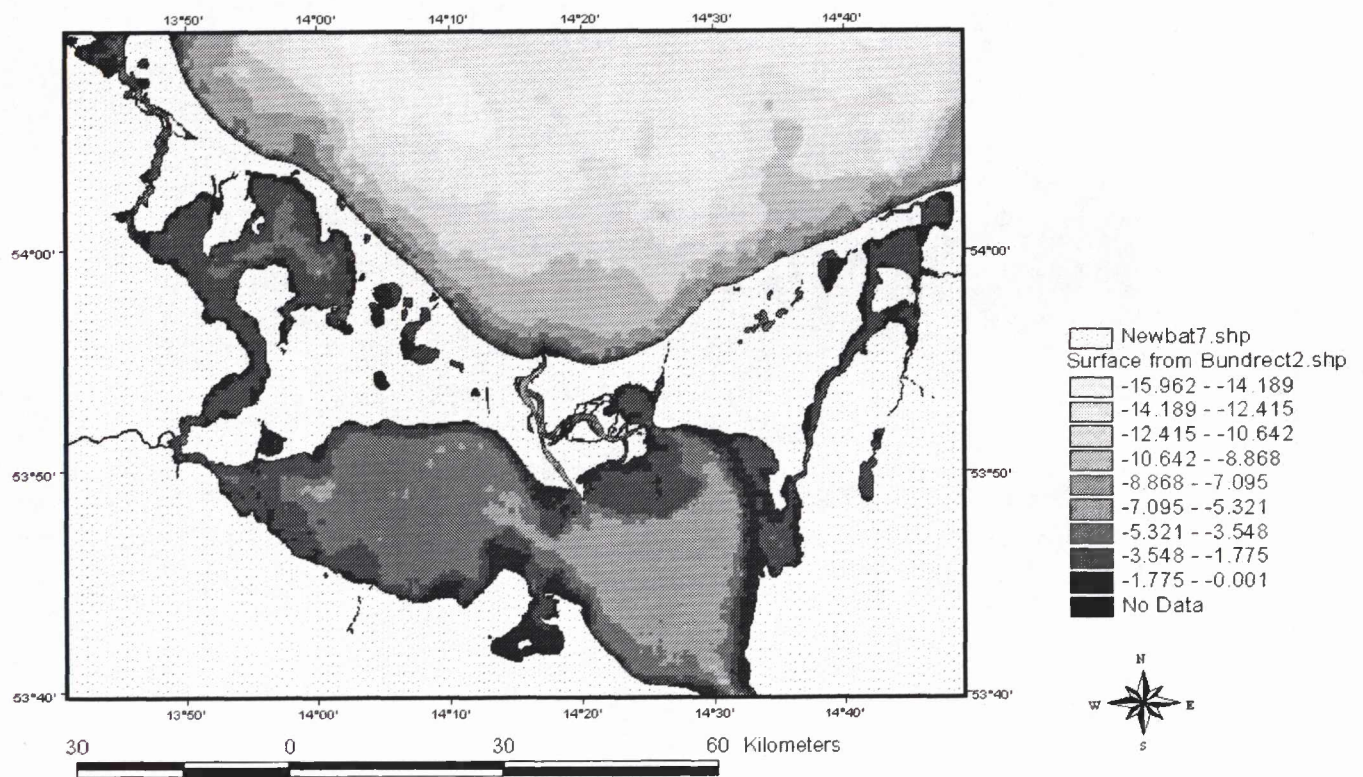 13°50' 14°00' 14°10' 14°20' 14°30' 14°40'
54°00' 54°00'
53°50' 53°50'
53°40' 53°40'
13°50' 14°00' 14°10' 14°20' 14°30' 14°40'
30 0 30 60 Kilometers
Newbat7.shp
Surface from Bundrect2.shp
-15.962 - -14.189
-14.189 - -12.415
-12.415 - -10.642
-10.642 - -8.868
-8.868 - -7.095
-7.095 - -5.321
-5.321 - -3.548
-3.548 - -1.775
-1.775 - -0.001
No Data
N
W E
S